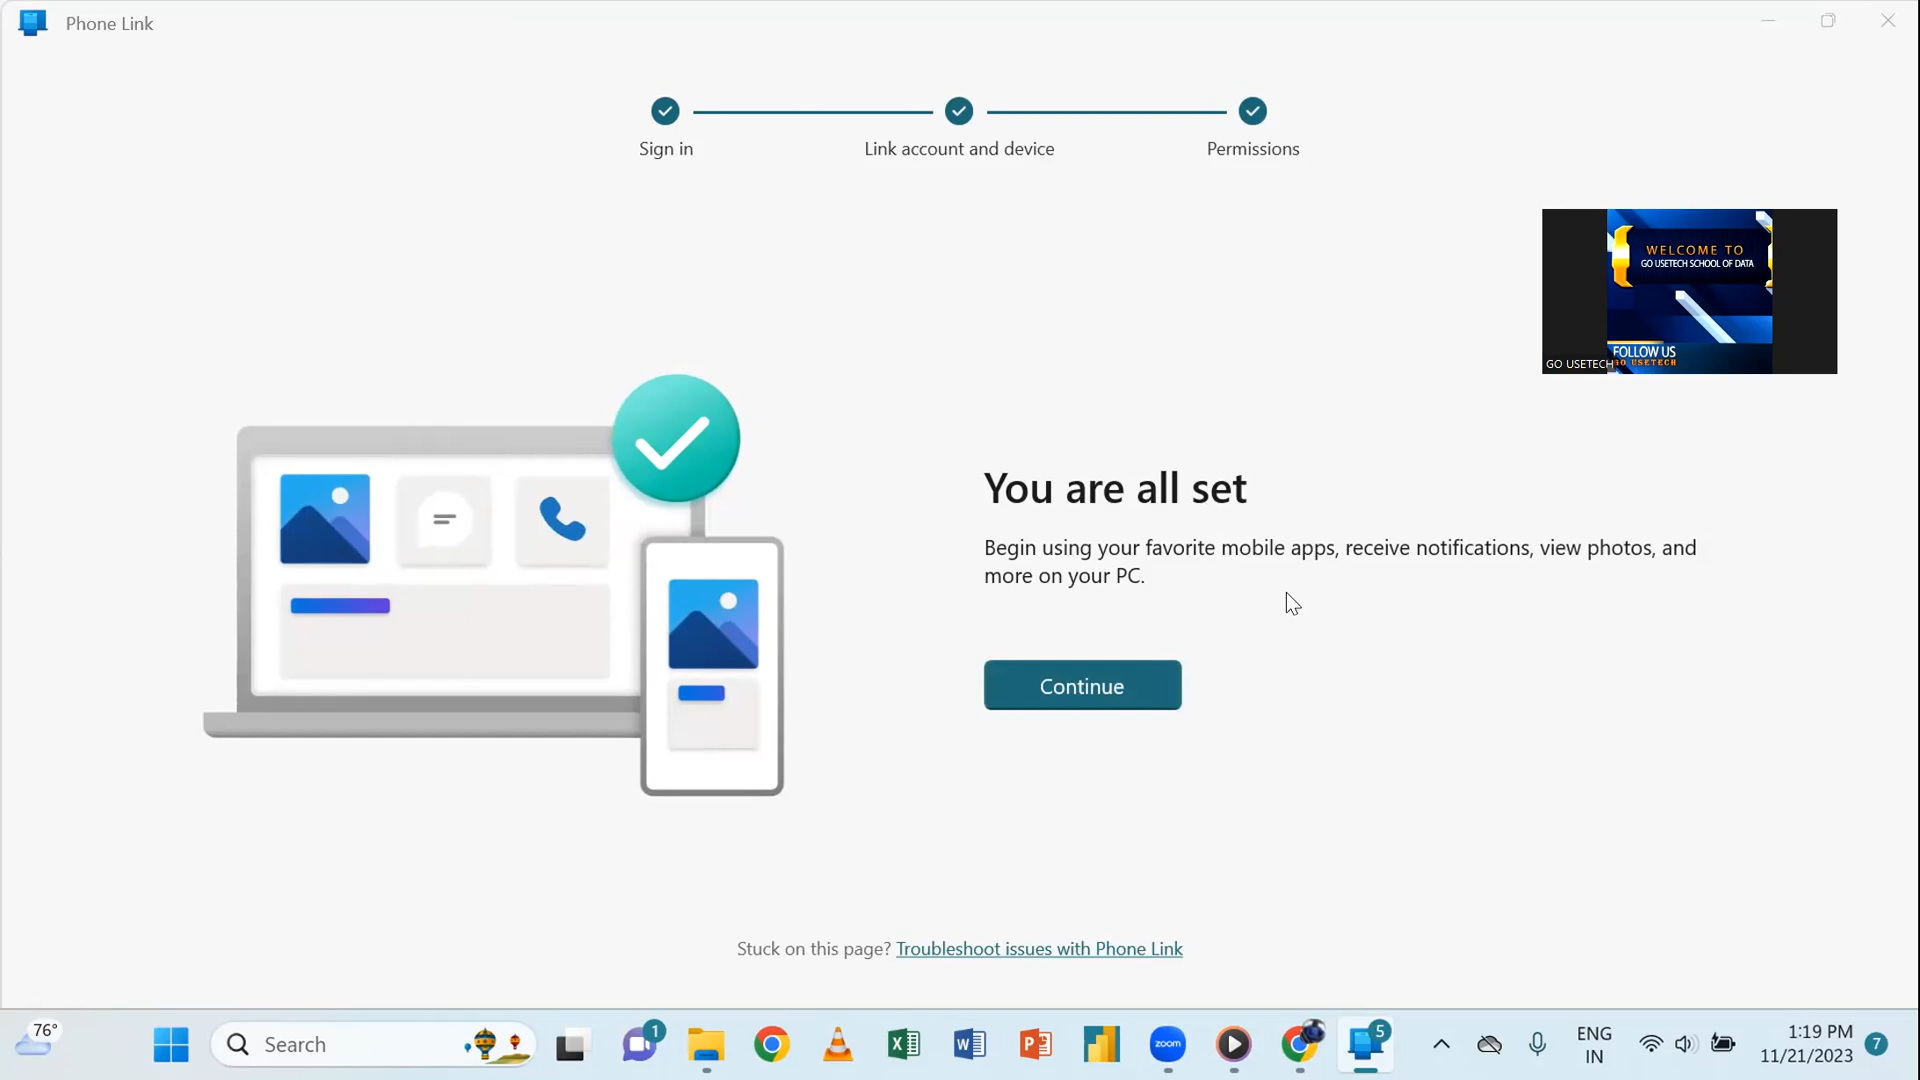 Phone Link
Sign in
Link account and device
Permissions
WELCOME TO
GO USETECH SCHOOL OF DATA
FOLLOW US
GO USETECH
GO USETECH
You are all set
Begin using your favorite mobile apps, receive notifications, view photos, and
more on your PC.
Continue
Stuck on this page? Troubleshoot issues with Phone Link
76°
Search
1
zoom
5
ENG
IN
1:19 PM
11/21/2023
7